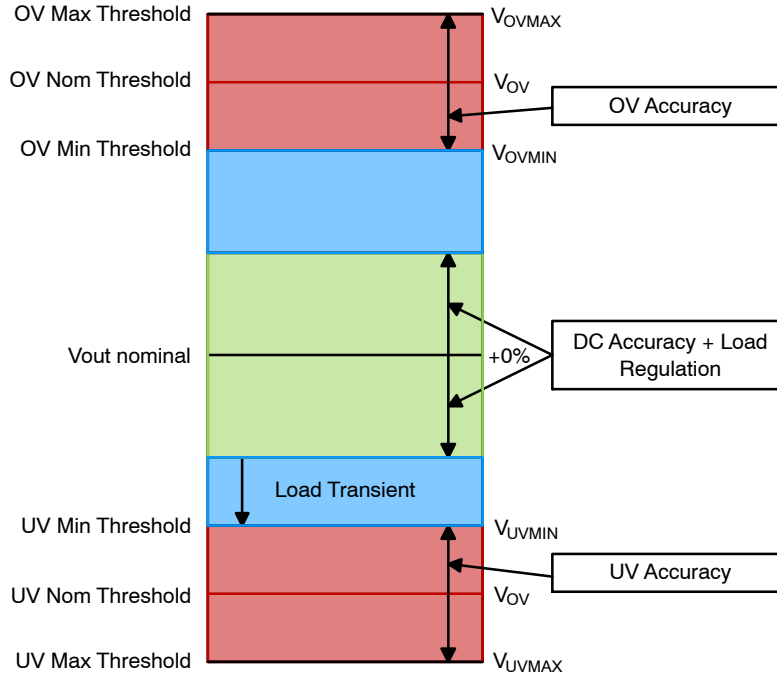 OV Max Threshold
VOVMAX
OV Nom Threshold
VOV
OV Accuracy
OV Min Threshold
VOVMIN
Vout nominal
+0%
DC Accuracy + Load
Regulation
Load Transient
UV Min Threshold
VUVMIN
UV Accuracy
UV Nom Threshold
VOV
UV Max Threshold
VUVMAX